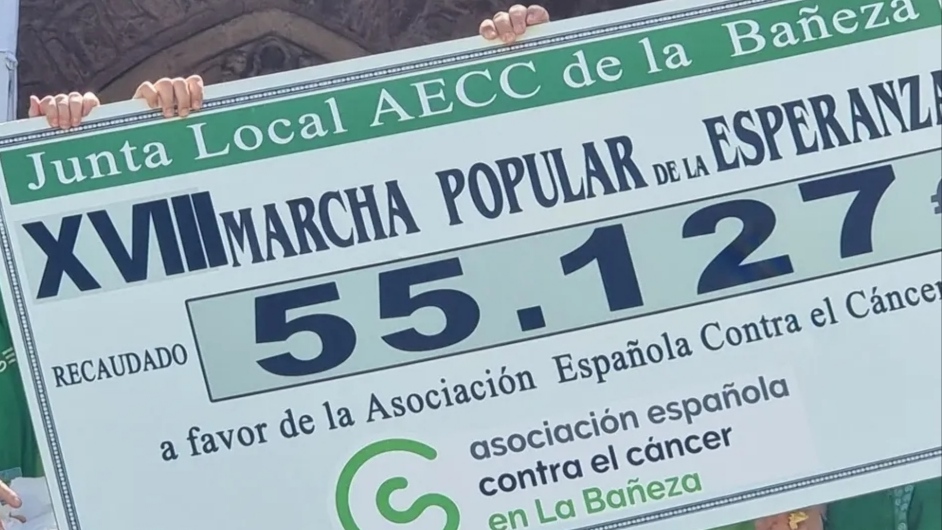 Junta Local AECC de la Bañeza
XVIII MARCHA POPULAR DE LA ESPERANZA
RECAUDADO 55.127
a favor de la Asociación Española Contra el Cáncer
asociación española
contra el cáncer
en La Bañeza